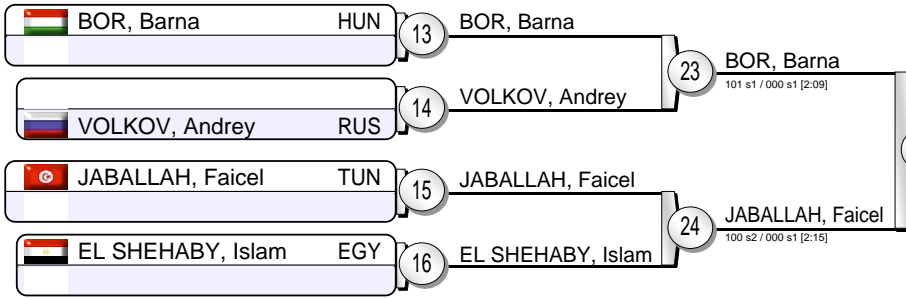 BOR, Barna HUN
13
BOR, Barna
23
BOR, Barna
101 s1 / 000 s1 [2:09]
14
VOLKOV, Andrey
VOLKOV, Andrey RUS
JABALLAH, Faicel TUN
15
JABALLAH, Faicel
24
JABALLAH, Faicel
100 s2 / 000 s1 [2:15]
EL SHEHABY, Islam EGY
16
EL SHEHABY, Islam